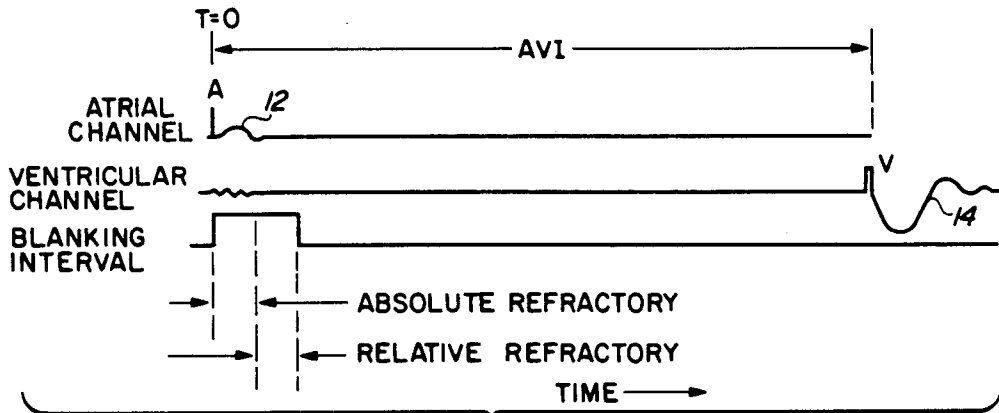 T=0
AVI
A
12
ATRIAL
CHANNEL
VENTRICULAR
CHANNEL
V
14
BLANKING
INTERVAL
ABSOLUTE REFRACTORY
RELATIVE REFRACTORY
TIME